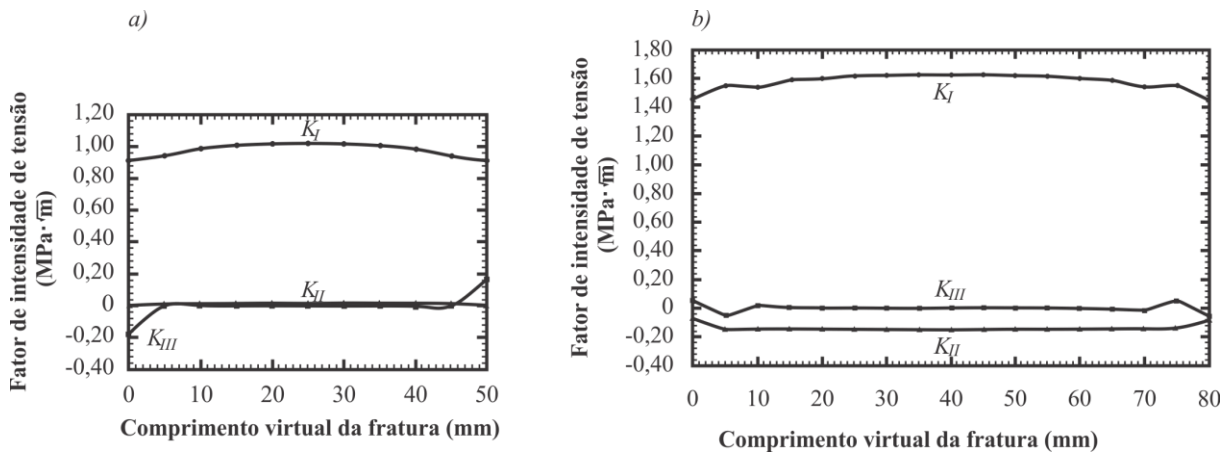 a)
Fator de intensidade de tensão
(MPa·√m)
1,20
1,00
0,80
0,60
0,40
0,20
0
-0,20
-0,40
K_I
K_II
K_III
0 10 20 30 40 50
Comprimento virtual da fratura (mm)
b)
Fator de intensidade de tensão
(MPa·√m)
1,80
1,60
1,40
1,20
1,00
0,80
0,60
0,40
0,20
0
-0,20
-0,40
K_I
K_III
K_II
0 10 20 30 40 50 60 70 80
Comprimento virtual da fratura (mm)